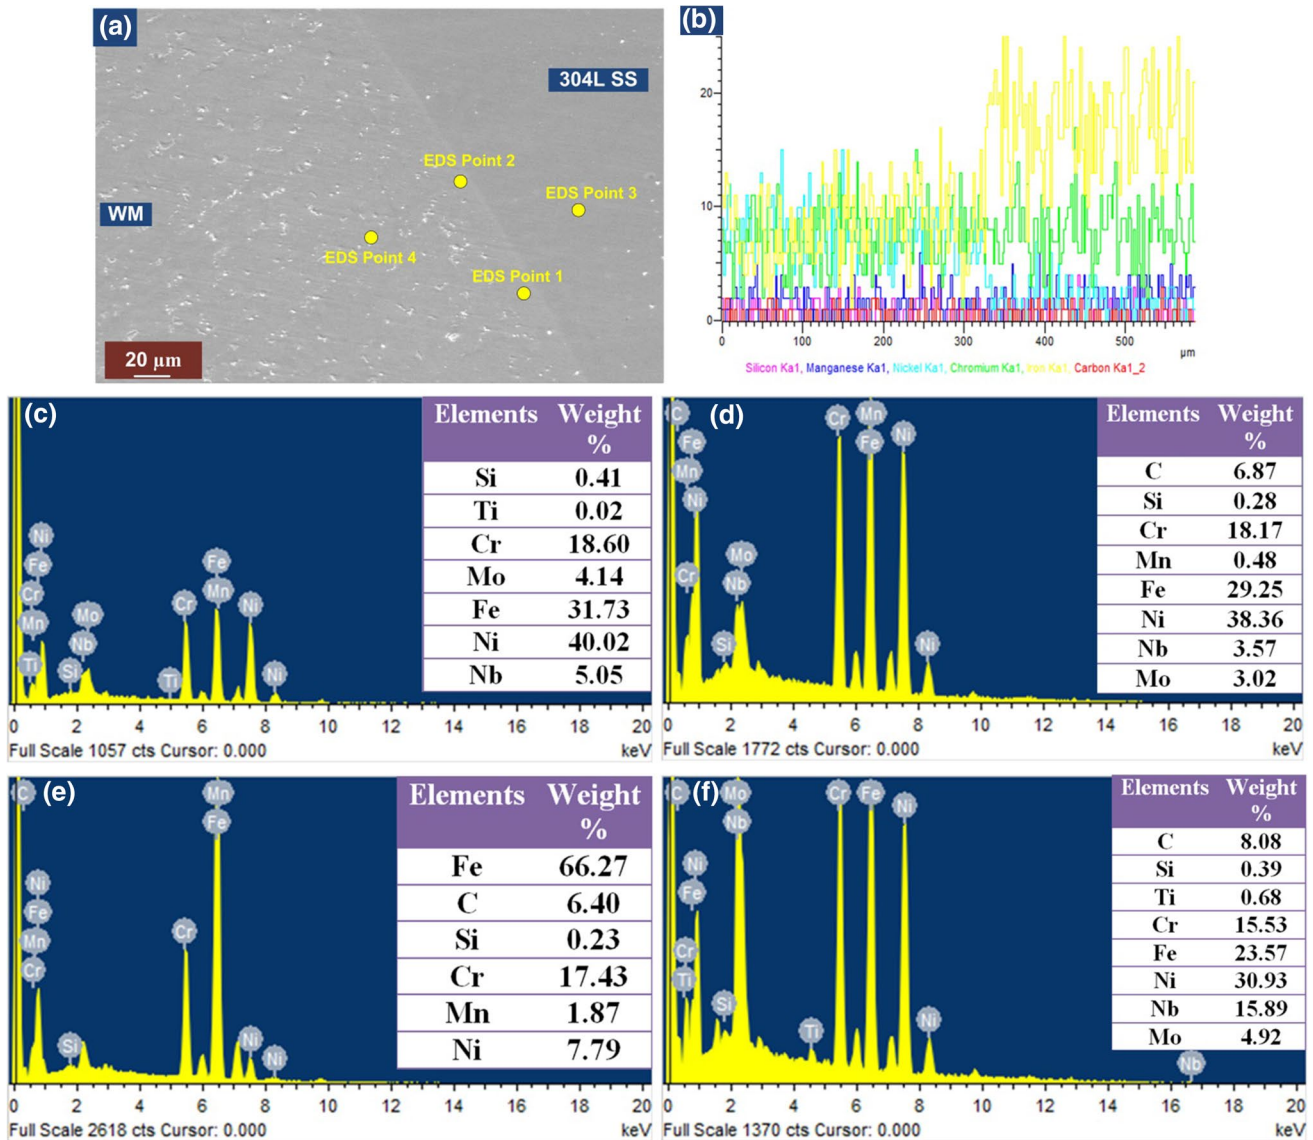 (a)
304L SS
EDS Point 2
EDS Point 3
WM
EDS Point 4
EDS Point 1
20 µm
(b)
20
10
0
0 100 200 300 400 500
µm
Silicon Ka1, Manganese Ka1, Nickel Ka1, Chromium Ka1, Iron Ka1, Carbon Ka1_2
(c)
Elements Weight
%
Si 0.41
Ti 0.02
Cr 18.60
Mo 4.14
Fe 31.73
Ni 40.02
Nb 5.05
Ni
Fe
Cr
Mn
Ti
Si
Mo
Nb
Ti
Cr
Fe
Mn
Ni
Ni
0 2 4 6 8 10 12 14 16 18 20
Full Scale 1057 cts Cursor: 0.000 keV
(d)
Elements Weight
%
C 6.87
Si 0.28
Cr 18.17
Mn 0.48
Fe 29.25
Ni 38.36
Nb 3.57
Mo 3.02
C
Fe
Mn
Ni
Cr
Si
Mo
Nb
Cr
Mn
Fe
Ni
Ni
0 2 4 6 8 10 12 14 16 18 20
Full Scale 1772 cts Cursor: 0.000 keV
(e)
Elements Weight
%
Fe 66.27
C 6.40
Si 0.23
Cr 17.43
Mn 1.87
Ni 7.79
C
Ni
Fe
Mn
Cr
Si
Cr
Mn
Fe
Ni
Ni
0 2 4 6 8 10 12 14 16 18 20
Full Scale 2618 cts Cursor: 0.000 keV
(f)
Elements Weight
%
C 8.08
Si 0.39
Ti 0.68
Cr 15.53
Fe 23.57
Ni 30.93
Nb 15.89
Mo 4.92
C
Mo
Nb
Ni
Fe
Cr
Ti
Si
Ti
Cr
Fe
Ni
Ni
Nb
0 2 4 6 8 10 12 14 16 18 20
Full Scale 1370 cts Cursor: 0.000 keV